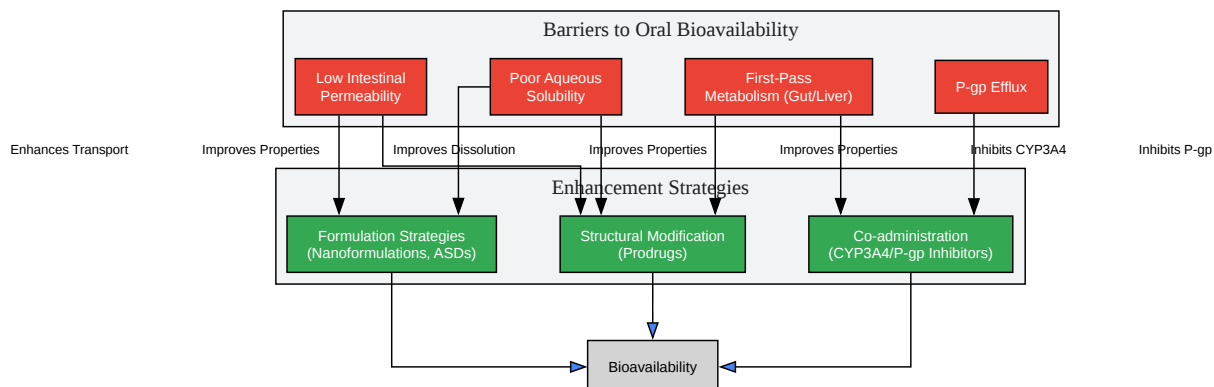 Barriers to Oral Bioavailability
Low Intestinal
Permeability
Poor Aqueous
Solubility
First-Pass
Metabolism (Gut/Liver)
P-gp Efflux
Enhances Transport
Improves Properties
Improves Dissolution
Improves Properties
Improves Properties
Inhibits CYP3A4
Inhibits P-gp
Enhancement Strategies
Formulation Strategies
(Nanoformulations, ASDs)
Structural Modification
(Prodrugs)
Co-administration
(CYP3A4/P-gp Inhibitors)
Bioavailability